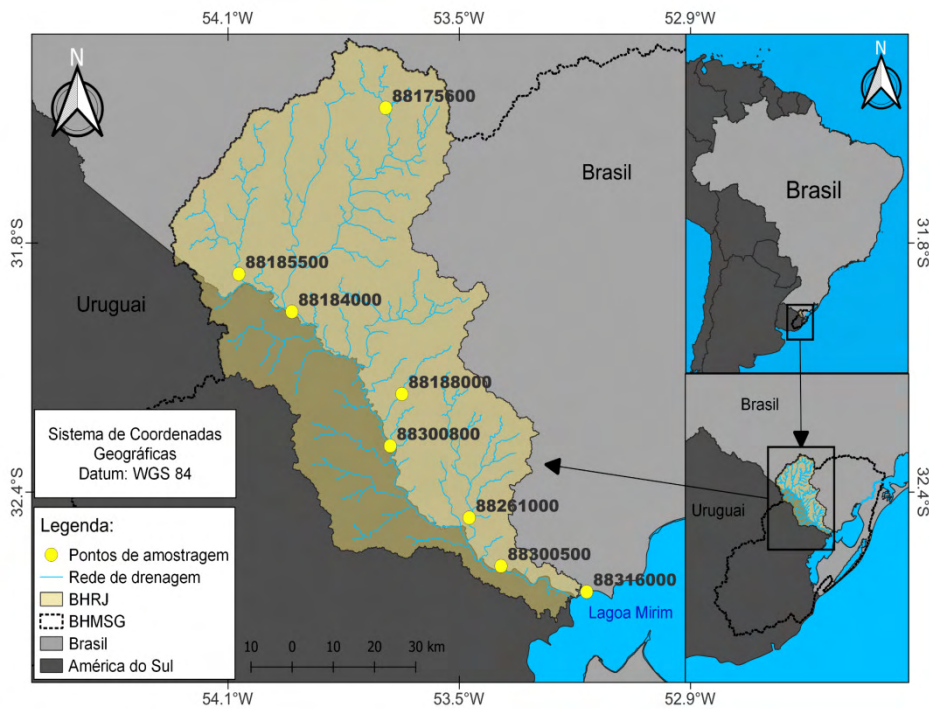 54.1°W
53.5°W
52.9°W
N
N
88175600
Brasil
Brasil
31.8°S
31.8°S
88185500
Uruguai
88184000
88188000
Brasil
88300800
Sistema de Coordenadas
Geográficas
Datum: WGS 84
32.4°S
32.4°S
Uruguai
88261000
Legenda:
Pontos de amostragem
Rede de drenagem
BHRJ
BHMSG
Brasil
América do Sul
88300500
88316000
Lagoa Mirim
10 0 10 20 30 km
54.1°W
53.5°W
52.9°W